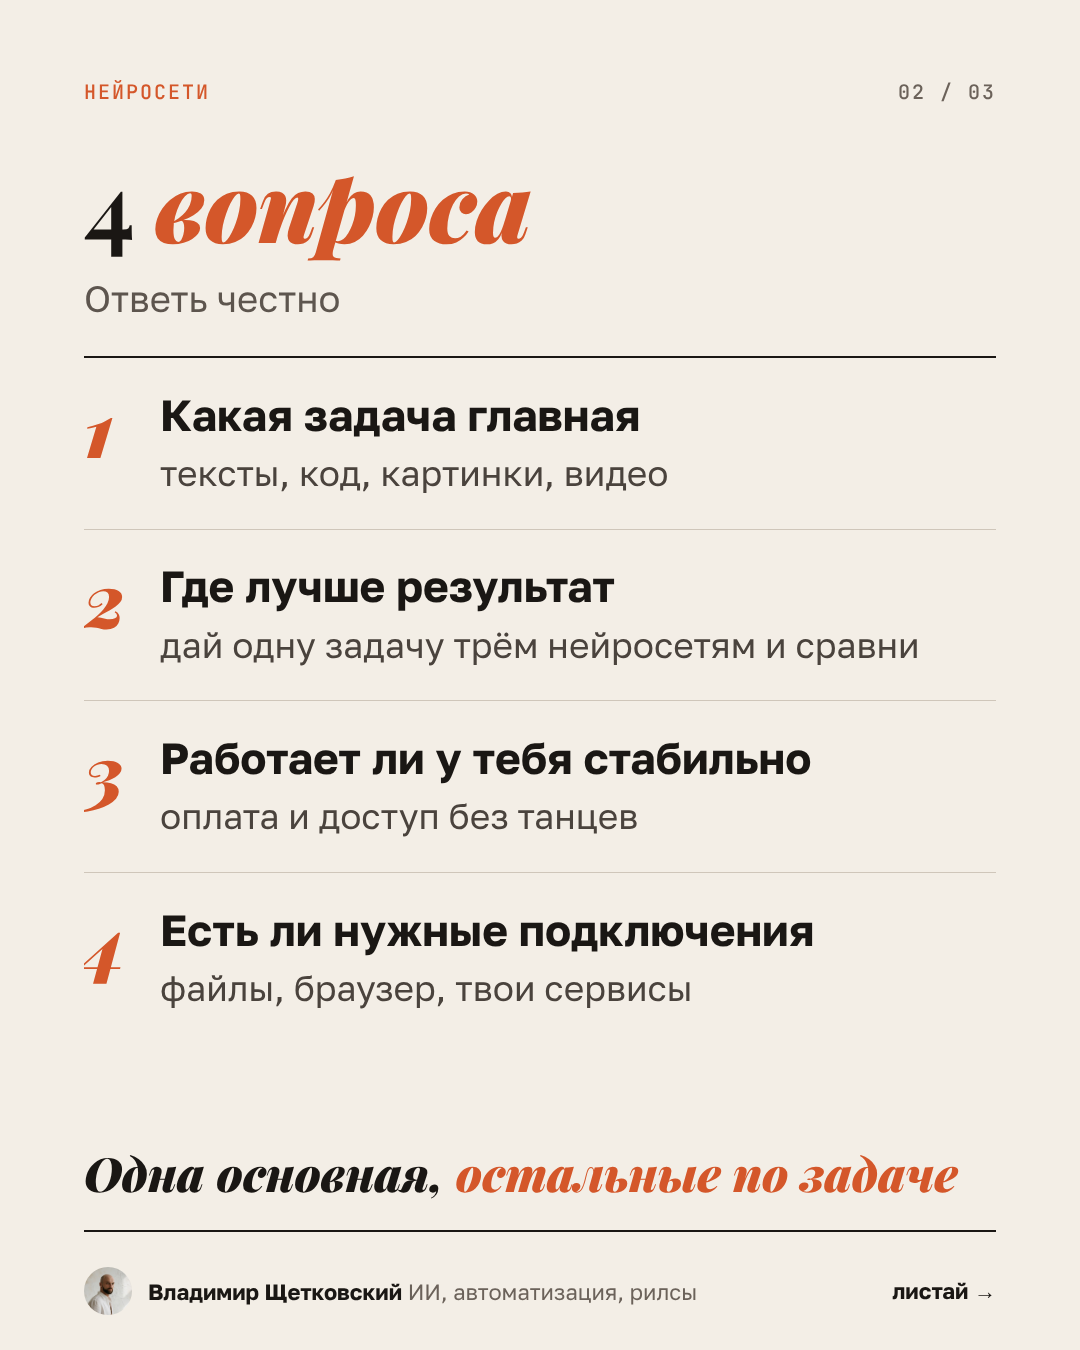 НЕЙРОСЕТИ
02 / 03
4 вопроса
Ответь честно
1
Какая задача главная
тексты, код, картинки, видео
2
Где лучше результат
дай одну задачу трём нейросетям и сравни
3
Работает ли у тебя стабильно
оплата и доступ без танцев
4
Есть ли нужные подключения
файлы, браузер, твои сервисы
Одна основная, остальные по задаче
Владимир Щетковский ИИ, автоматизация, рилсы
листай →